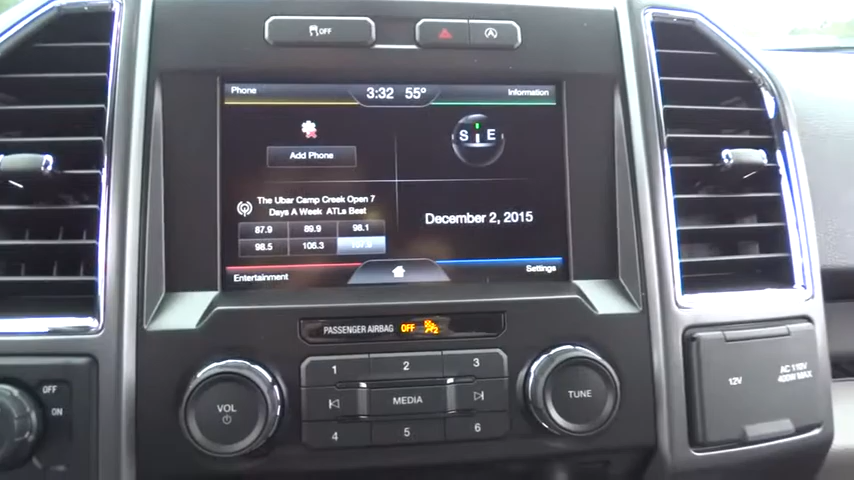 OFF
Phone
3:32 55°
Information
Add Phone
S E
The Ubar Camp Creek Open 7
Days A Week ATLs Best
87.9 89.9 98.1
98.5 106.3 107.9
December 2, 2015
Entertainment
Settings
PASSENGER AIRBAG OFF
1 2 3
VOL
MEDIA
TUNE
4 5 6
OFF
ON
12V
AC 110V
400W MAX